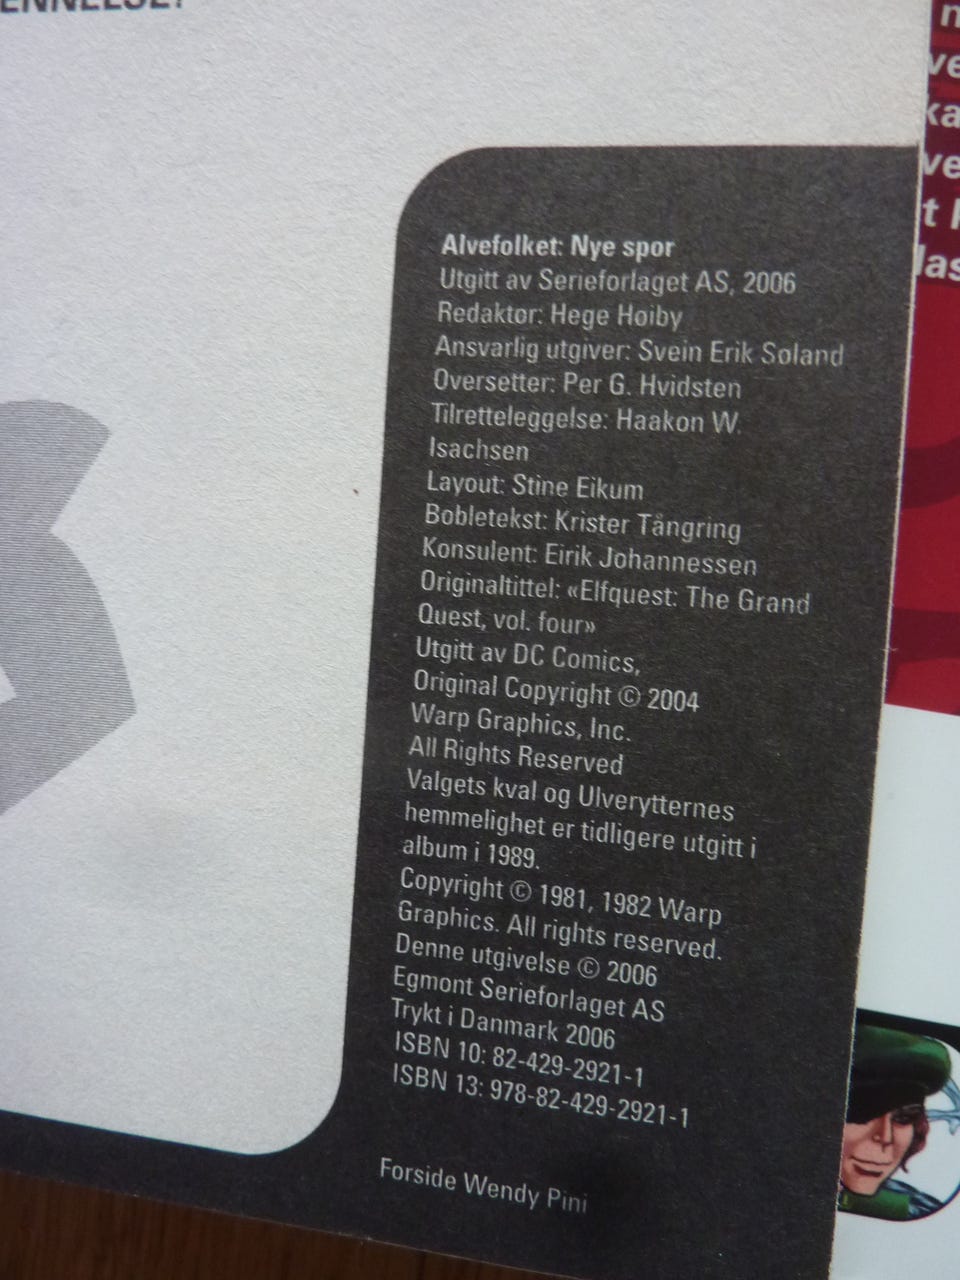 Alvefolket: Nye spor
Utgitt av Serieforlaget AS, 2006
Redaktør: Hege Høiby
Ansvarlig utgiver: Svein Erik Søland
Oversetter: Per G. Hvidsten
Tilretteleggelse: Haakon W.
Isachsen
Layout: Stine Eikum
Bobletekst: Krister Tångring
Konsulent: Eirik Johannessen
Originaltittel: «Elfquest: The Grand
Quest, vol. four»
Utgitt av DC Comics,
Original Copyright © 2004
Warp Graphics, Inc.
All Rights Reserved
Valgets kval og Ulverytternes
hemmelighet er tidligere utgitt i
album i 1989.
Copyright © 1981, 1982 Warp
Graphics. All rights reserved.
Denne utgivelse © 2006
Egmont Serieforlaget AS
Trykt i Danmark 2006
ISBN 10: 82-429-2921-1
ISBN 13: 978-82-429-2921-1
Forside Wendy Pini